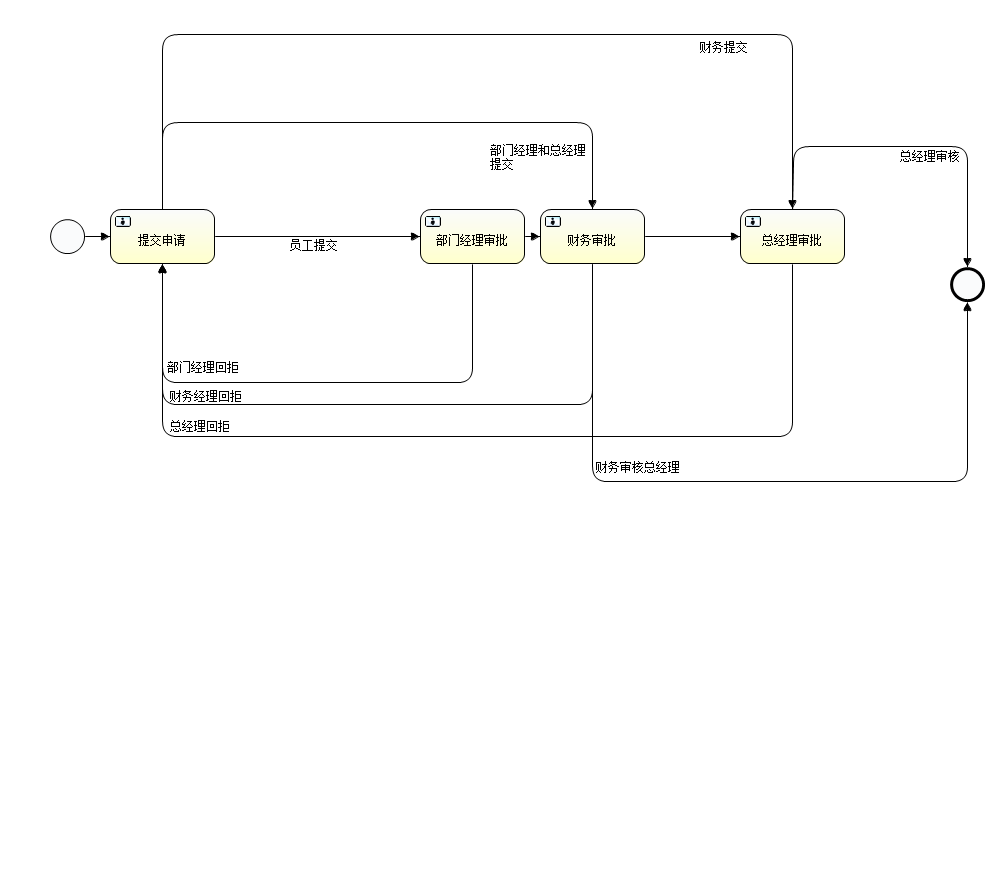 财务提交
部门经理和总经理
提交
总经理审核
提交申请
员工提交
部门经理审批
财务审批
总经理审批
部门经理回拒
财务经理回拒
总经理回拒
财务审核总经理